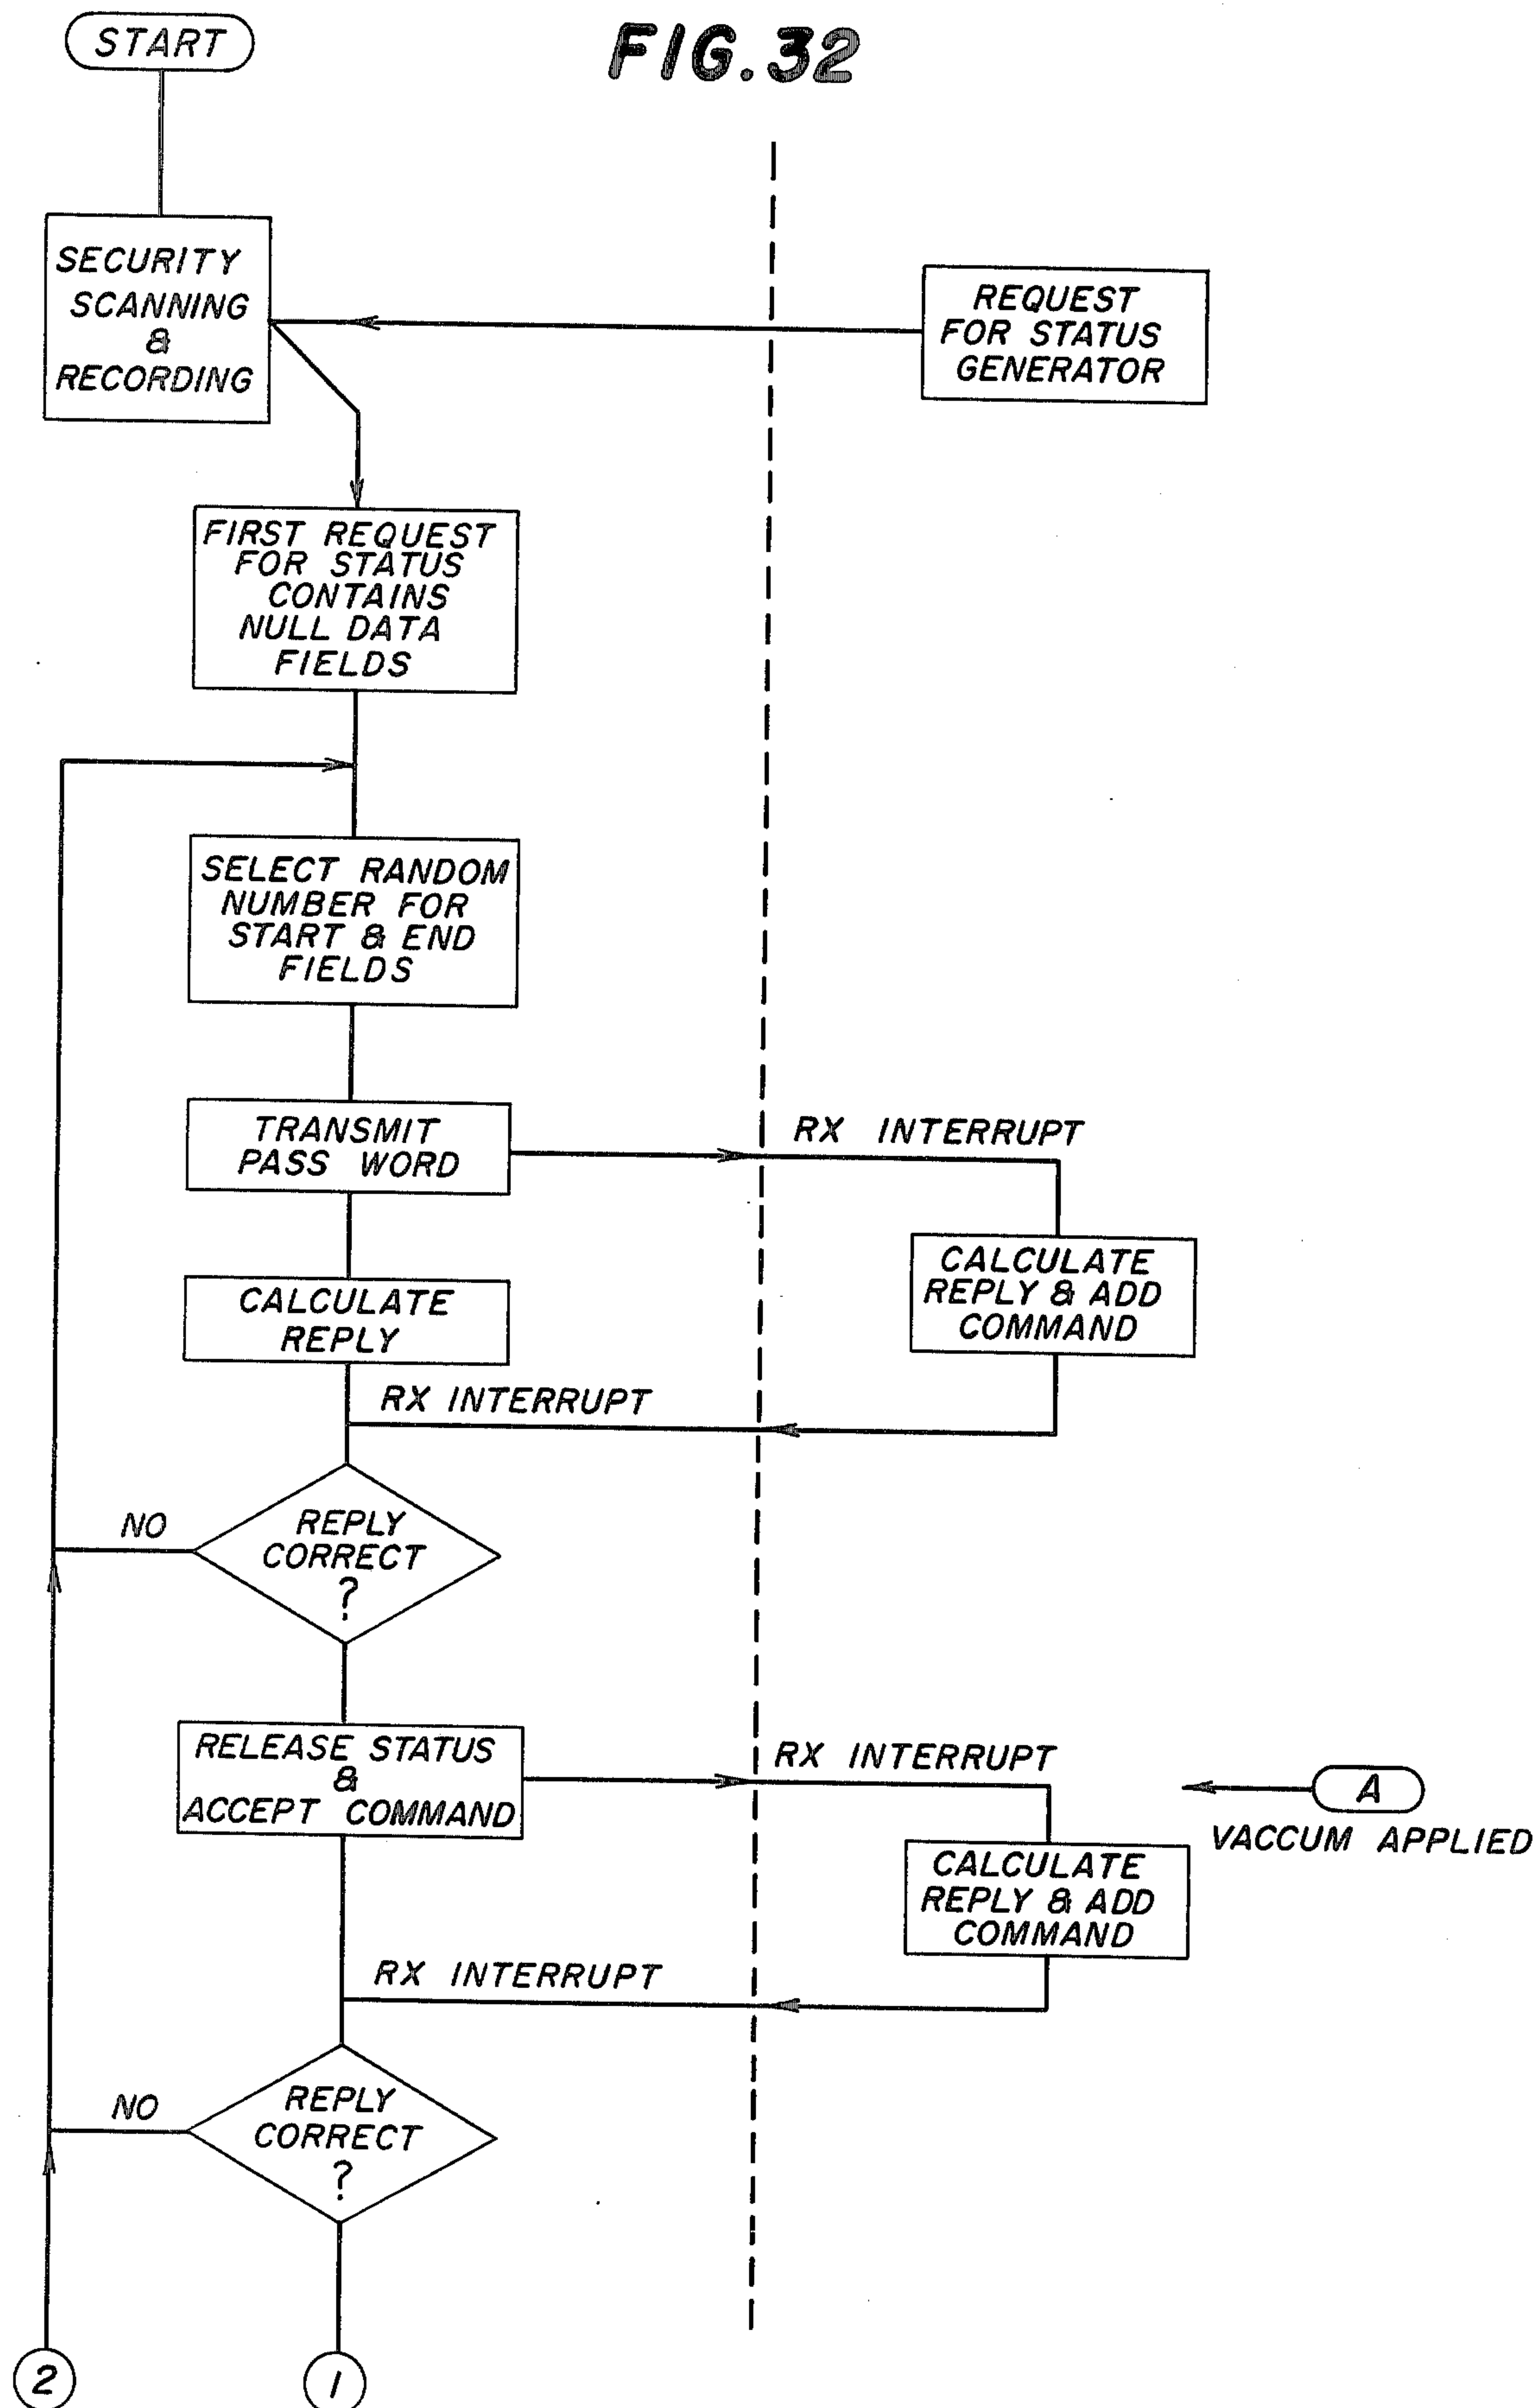 START
FIG.32
SECURITY
SCANNING
&
RECORDING
REQUEST
FOR STATUS
GENERATOR
FIRST REQUEST
FOR STATUS
CONTAINS
NULL DATA
FIELDS
SELECT RANDOM
NUMBER FOR
START & END
FIELDS
TRANSMIT
PASS WORD
RX INTERRUPT
CALCULATE
REPLY & ADD
COMMAND
CALCULATE
REPLY
RX INTERRUPT
NO
REPLY
CORRECT
?
RELEASE STATUS
&
ACCEPT COMMAND
RX INTERRUPT
A
VACCUM APPLIED
CALCULATE
REPLY & ADD
COMMAND
RX INTERRUPT
NO
REPLY
CORRECT
?
2
1